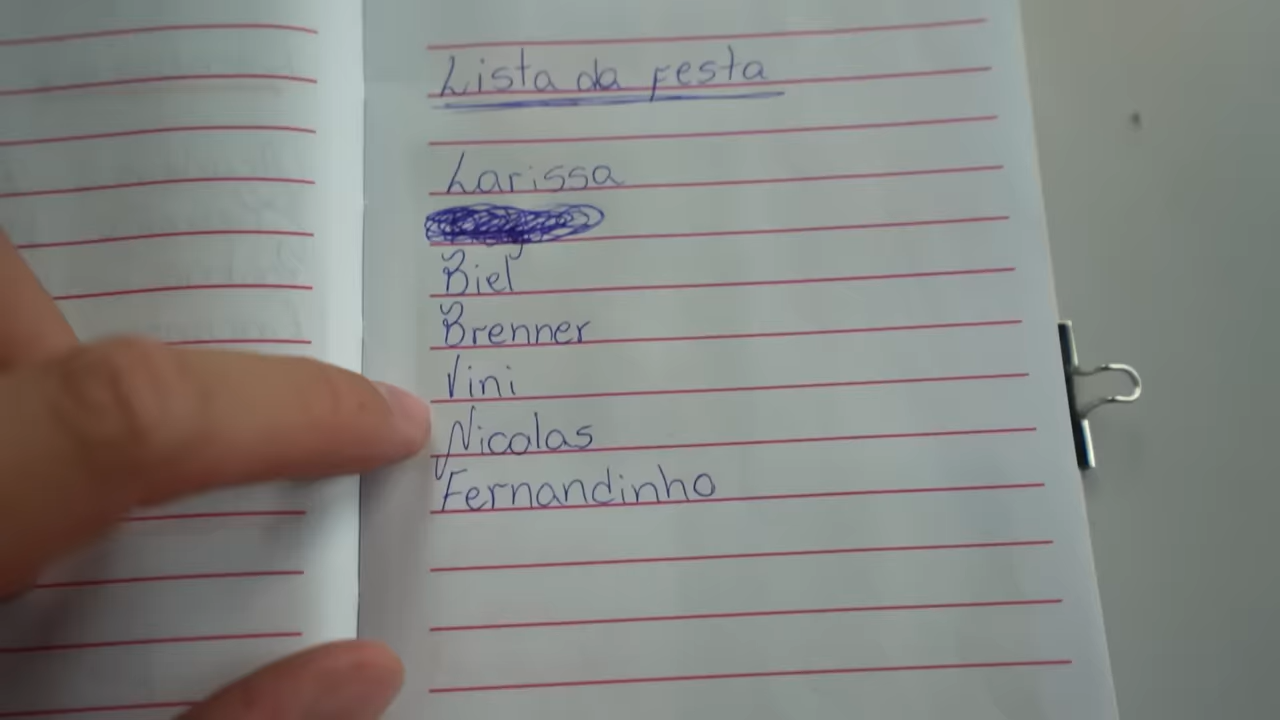 Lista da Festa
Larissa
Biel
Brenner
Vini
Nicolas
Fernandinho